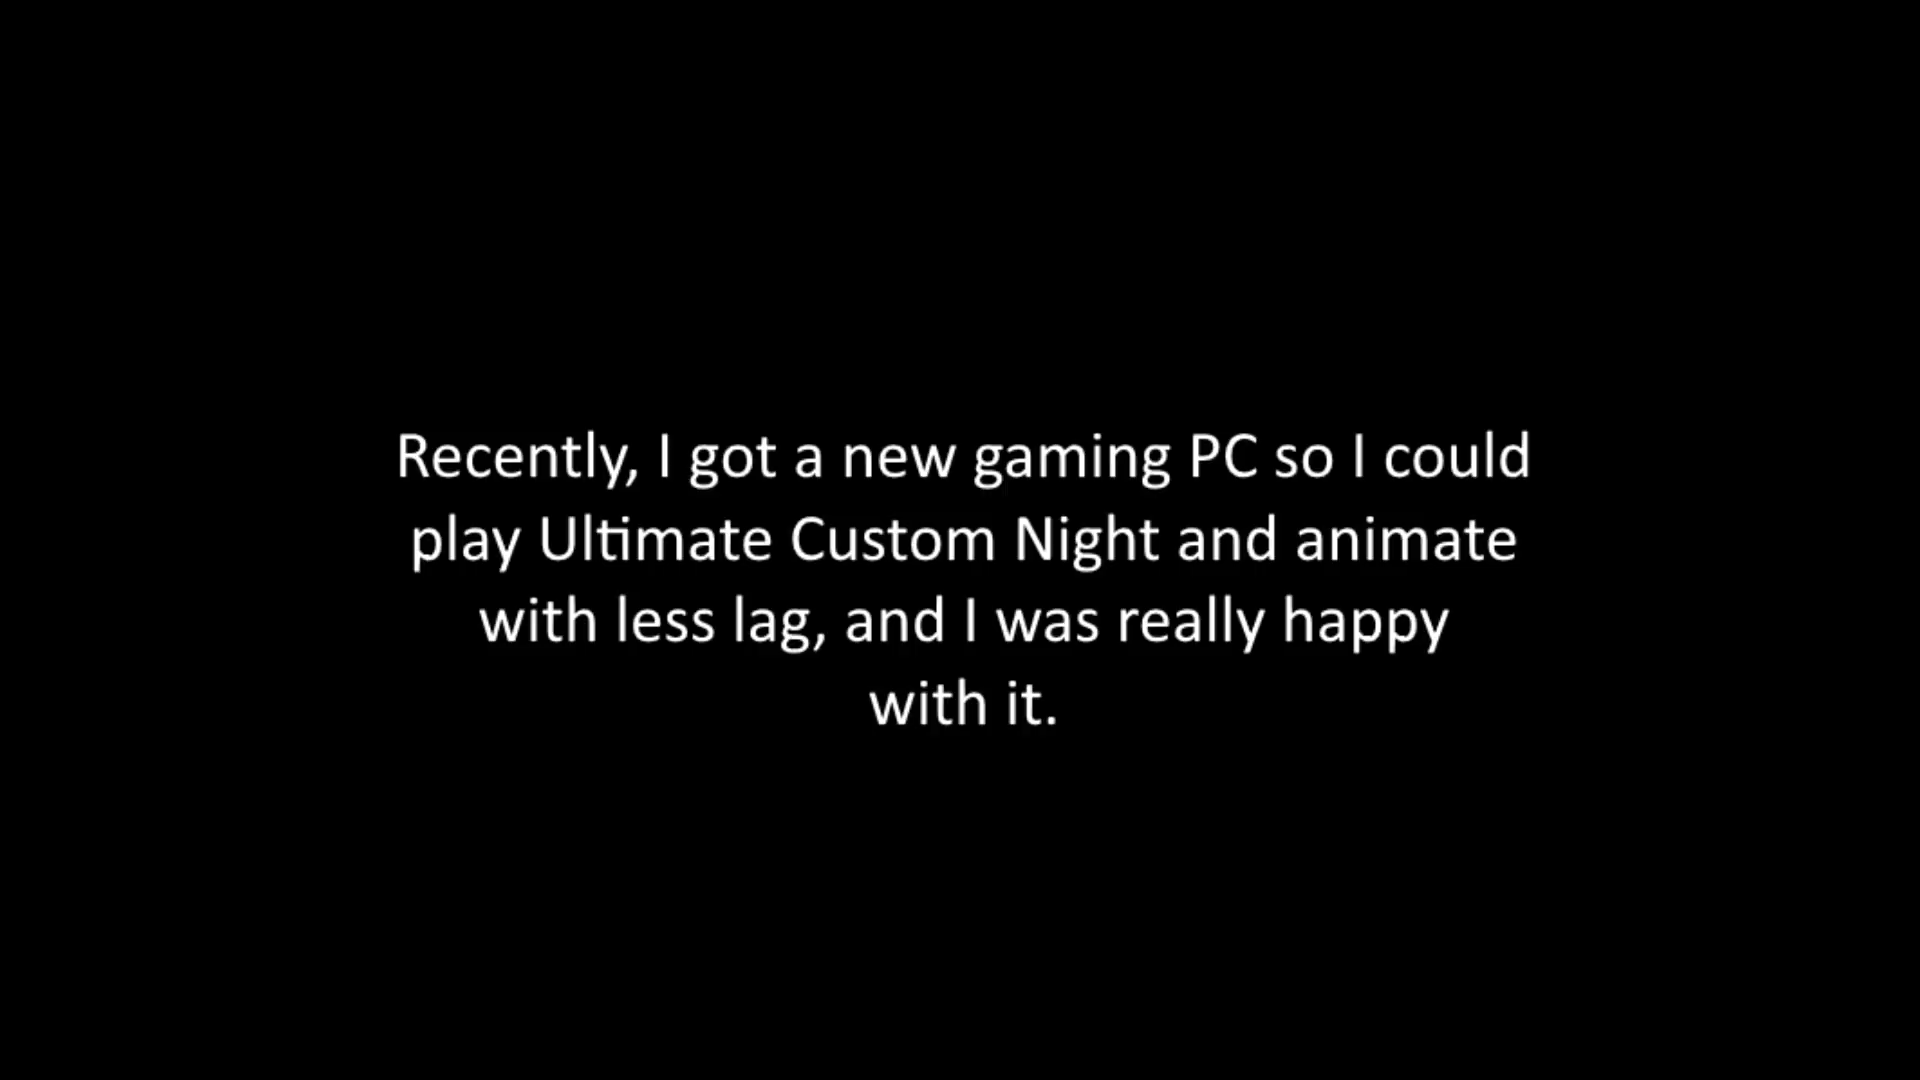 Recently, I got a new gaming PC so I could
play Ultimate Custom Night and animate
with less lag, and I was really happy
with it.